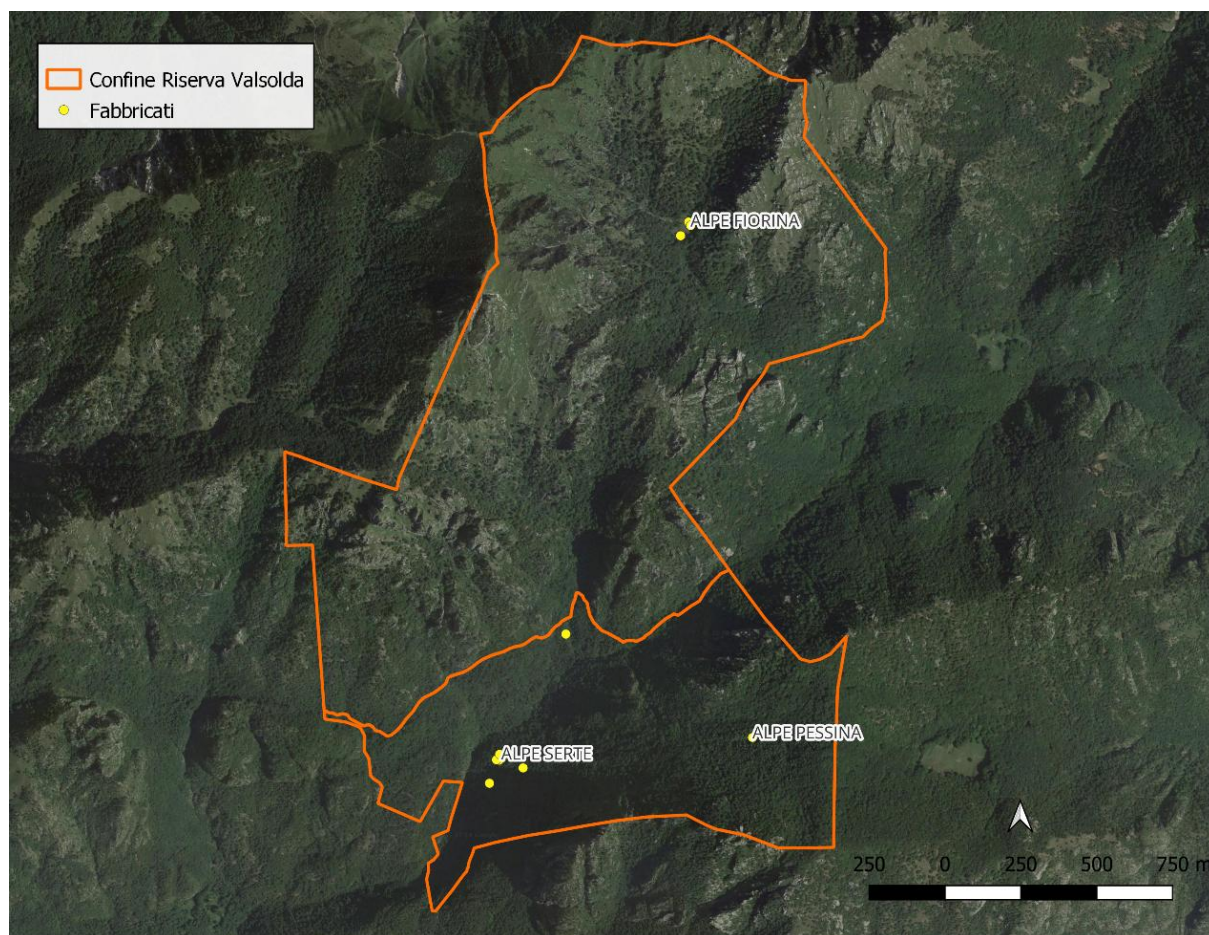 Confine Riserva Valsolda
Fabbricati
ALPE FIORINA
ALPE PESSINA
ALPE SERTE
250 0 250 500 750 m